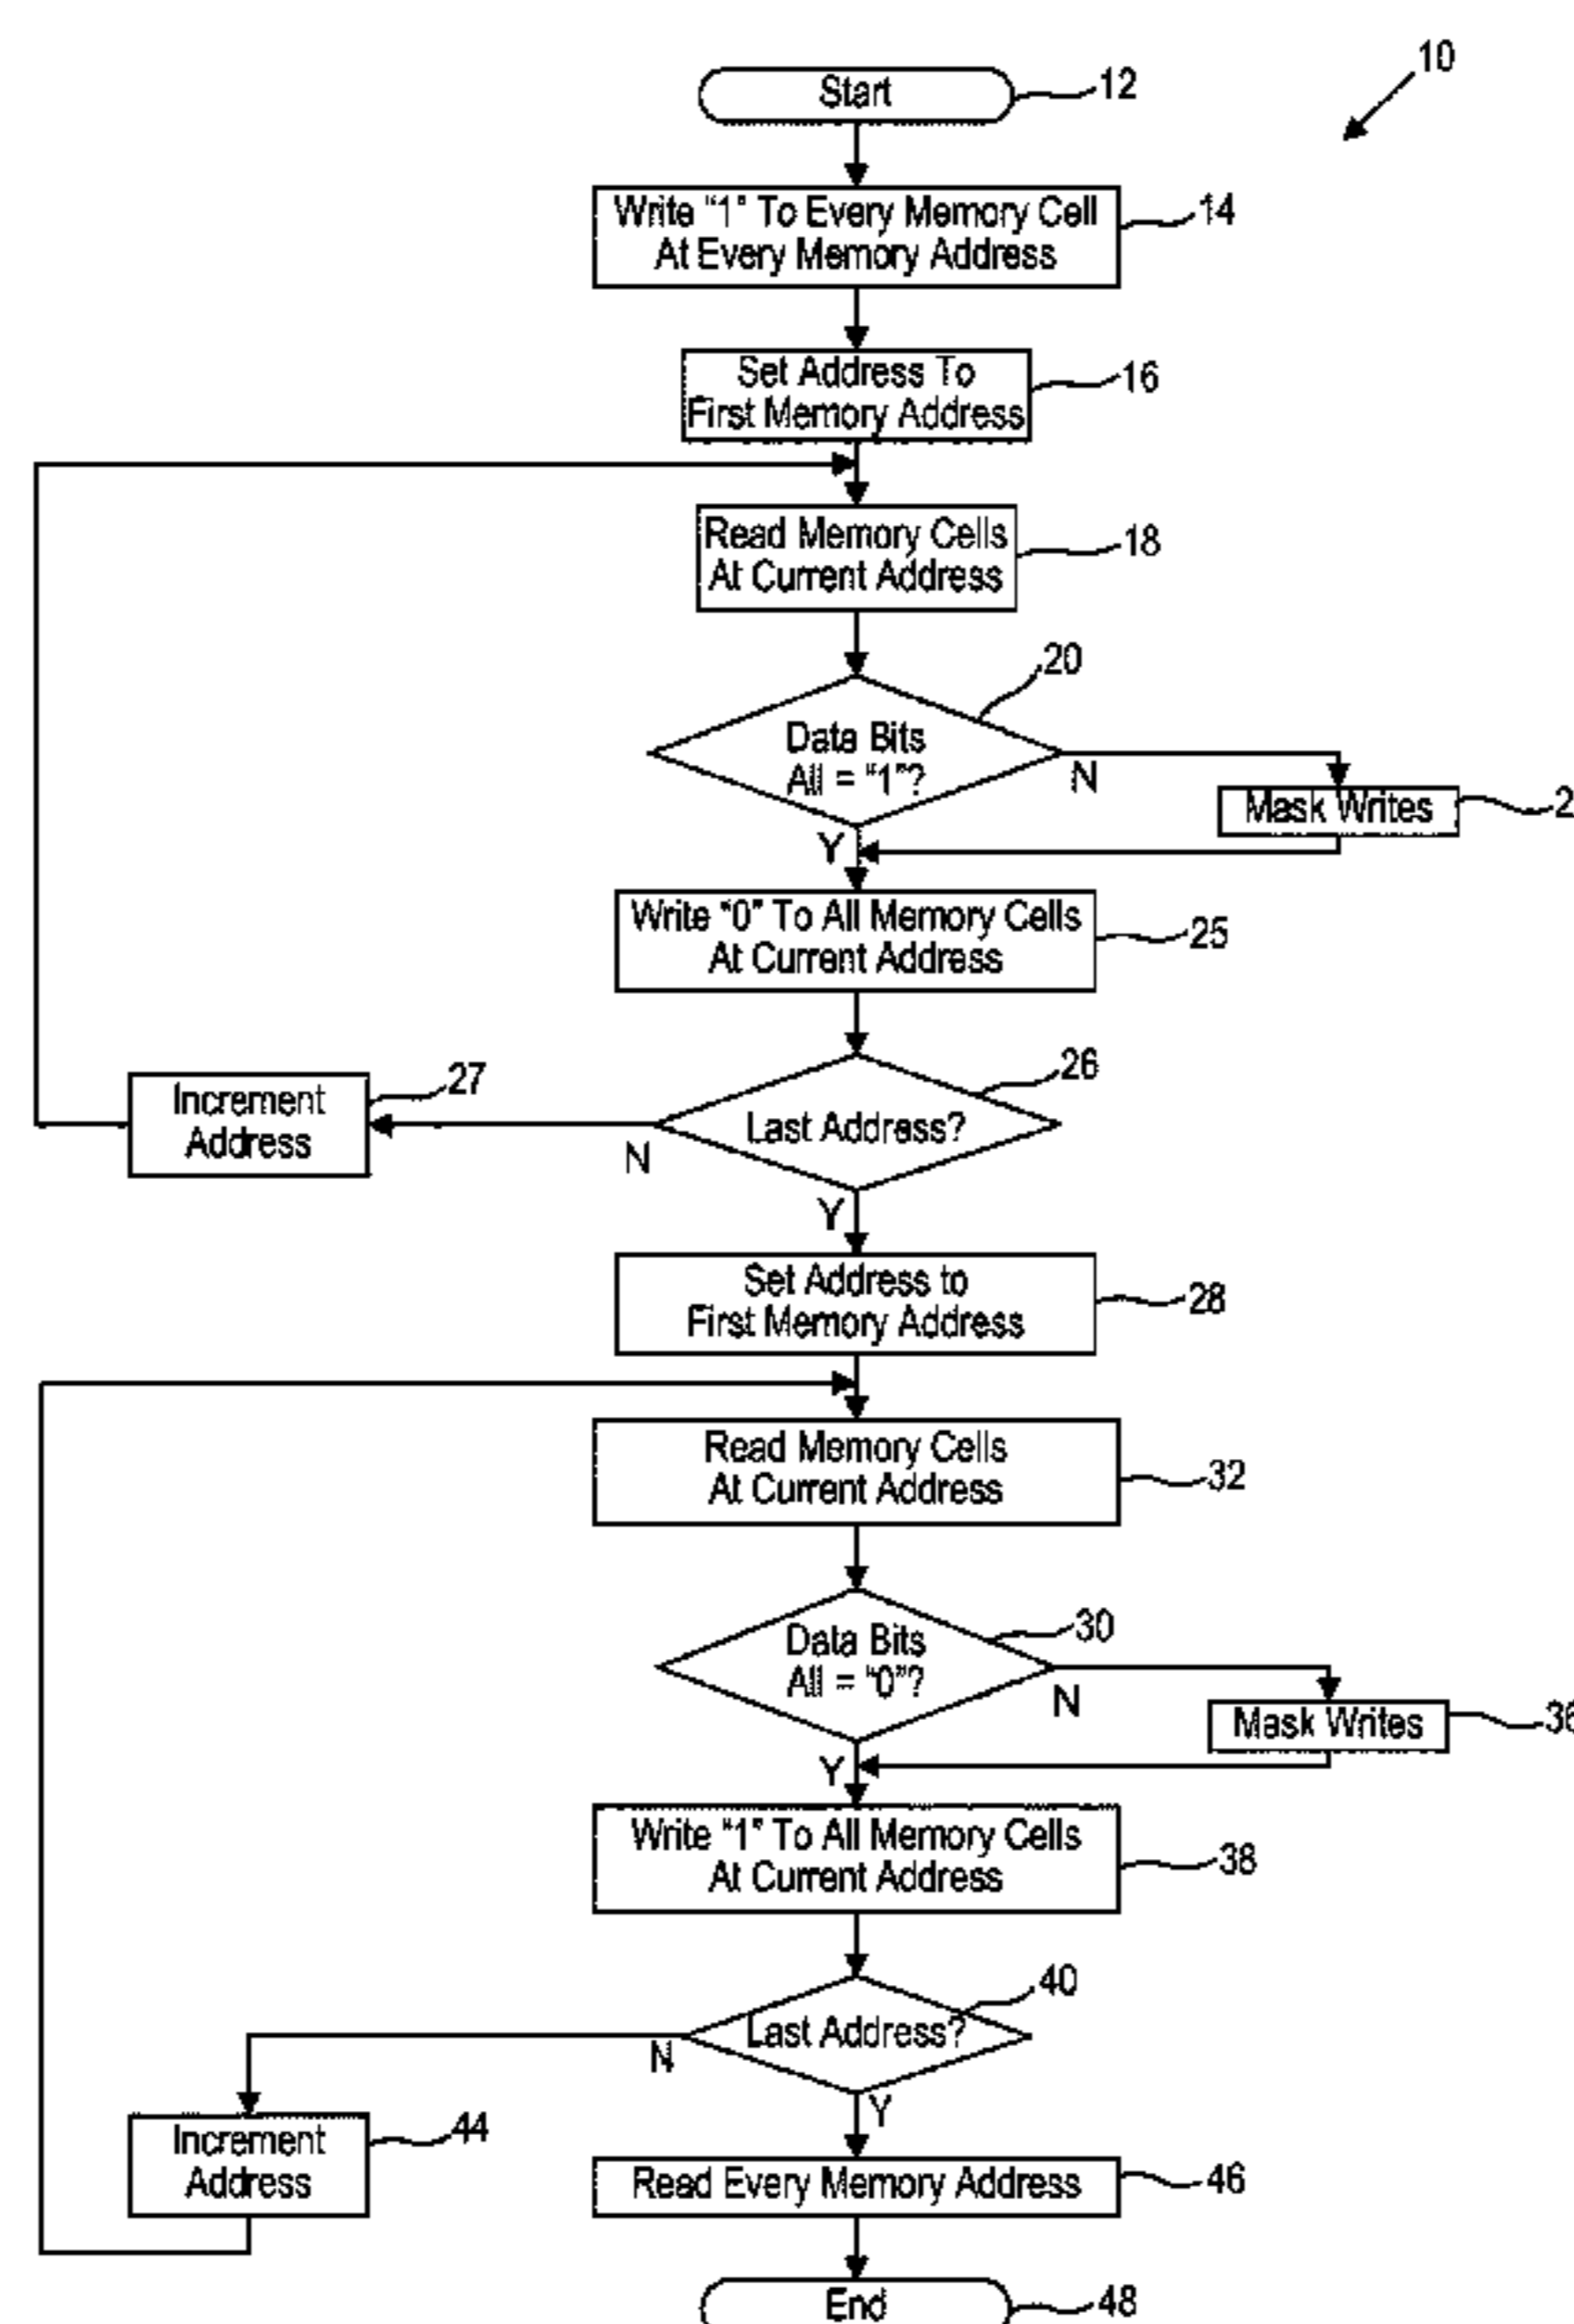 10
Start
12
Write "1" To Every Memory Cell
At Every Memory Address
14
Set Address To
First Memory Address
16
Read Memory Cells
At Current Address
18
20
Data Bits
All = "1"?
N
Mask Writes
Y
Write "0" To All Memory Cells
At Current Address
25
26
Last Address?
N
Increment
Address
27
Y
Set Address to
First Memory Address
28
Read Memory Cells
At Current Address
32
30
Data Bits
All = "0"?
N
Mask Writes
36
Y
Write "1" To All Memory Cells
At Current Address
38
40
Last Address?
N
Increment
Address
44
Y
Read Every Memory Address
46
End
48